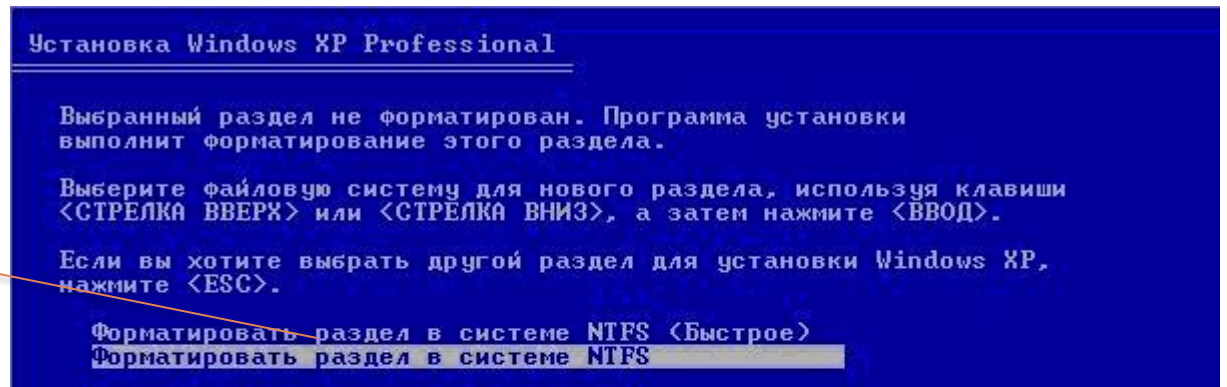 Установка Windows XP Professional
Выбранный раздел не форматирован. Программа установки
выполнит форматирование этого раздела.
Выберите файловую систему для нового раздела, используя клавиши
<СТРЕЛКА ВВЕРХ> или <СТРЕЛКА ВНИЗ>, а затем нажмите <ВВОД>.
Если вы хотите выбрать другой раздел для установки Windows XP,
нажмите <ESC>.
Форматировать раздел в системе NTFS (Быстрое)
Форматировать раздел в системе NTFS